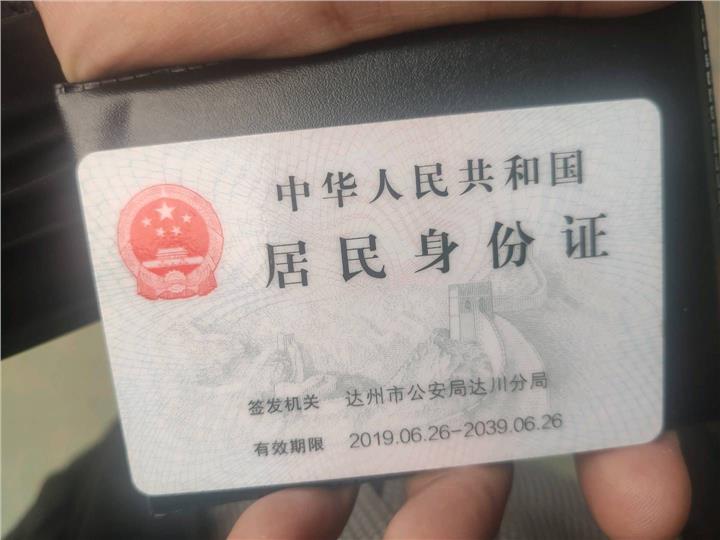 中华人民共和国
居民身份证
签发机关 达州市公安局达川分局
有效期限 2019.06.26-2039.06.26